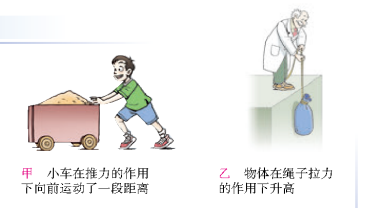 甲 小车在推力的作用
下向前运动了一段距离
乙 物体在绳子拉力
的作用下升高